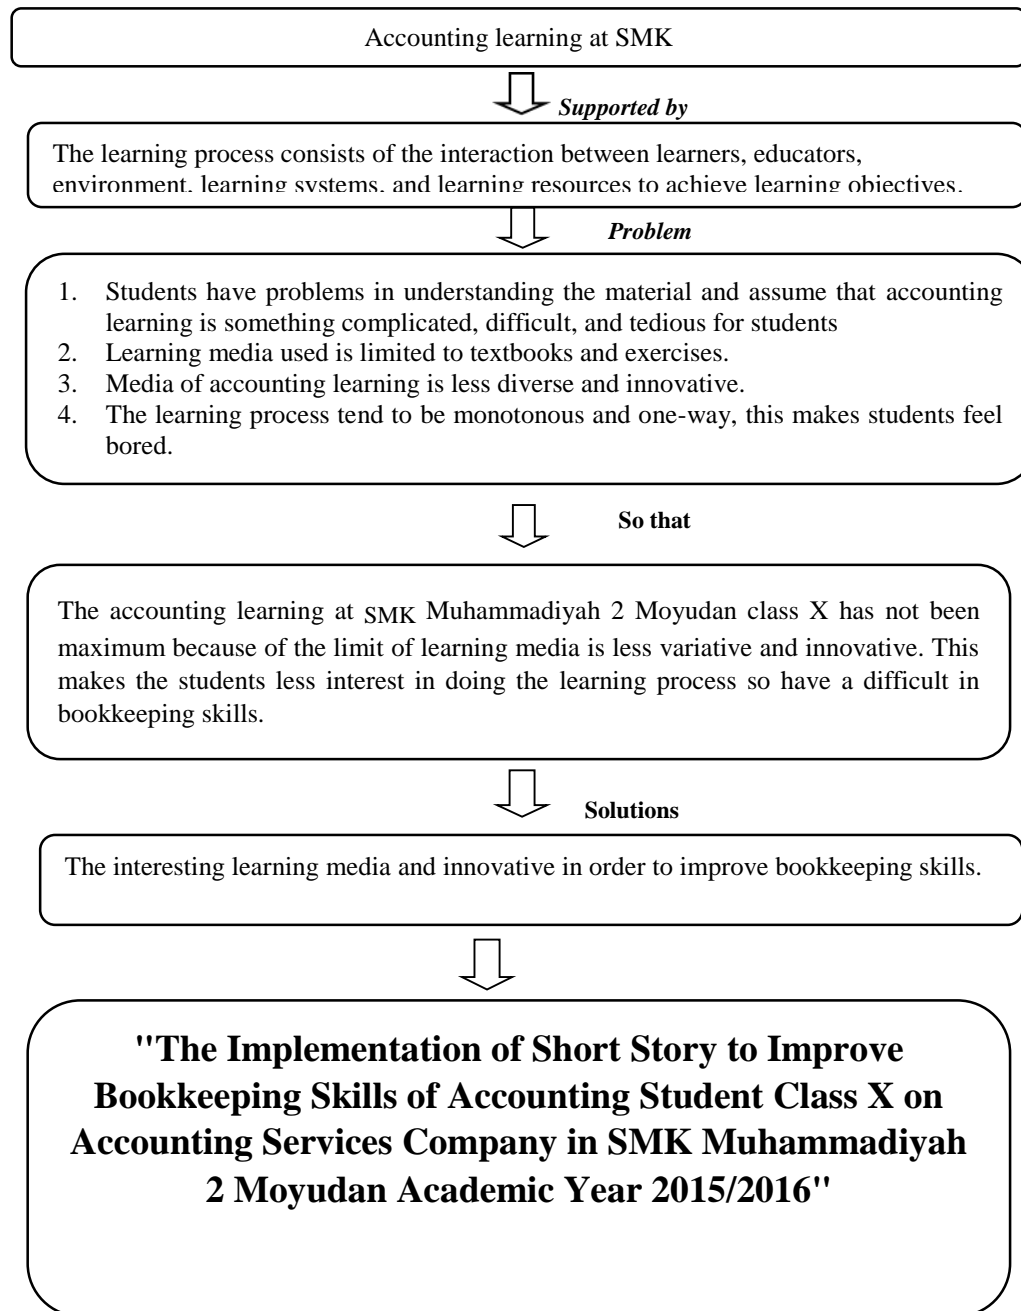 Accounting learning at SMK
Supported by
The learning process consists of the interaction between learners, educators,
environment, learning systems, and learning resources to achieve learning objectives.
Problem
1. Students have problems in understanding the material and assume that accounting
learning is something complicated, difficult, and tedious for students
2. Learning media used is limited to textbooks and exercises.
3. Media of accounting learning is less diverse and innovative.
4. The learning process tend to be monotonous and one-way, this makes students feel
bored.
So that
The accounting learning at SMK Muhammadiyah 2 Moyudan class X has not been
maximum because of the limit of learning media is less variative and innovative. This
makes the students less interest in doing the learning process so have a difficult in
bookkeeping skills.
Solutions
The interesting learning media and innovative in order to improve bookkeeping skills.
"The Implementation of Short Story to Improve
Bookkeeping Skills of Accounting Student Class X on
Accounting Services Company in SMK Muhammadiyah
2 Moyudan Academic Year 2015/2016"